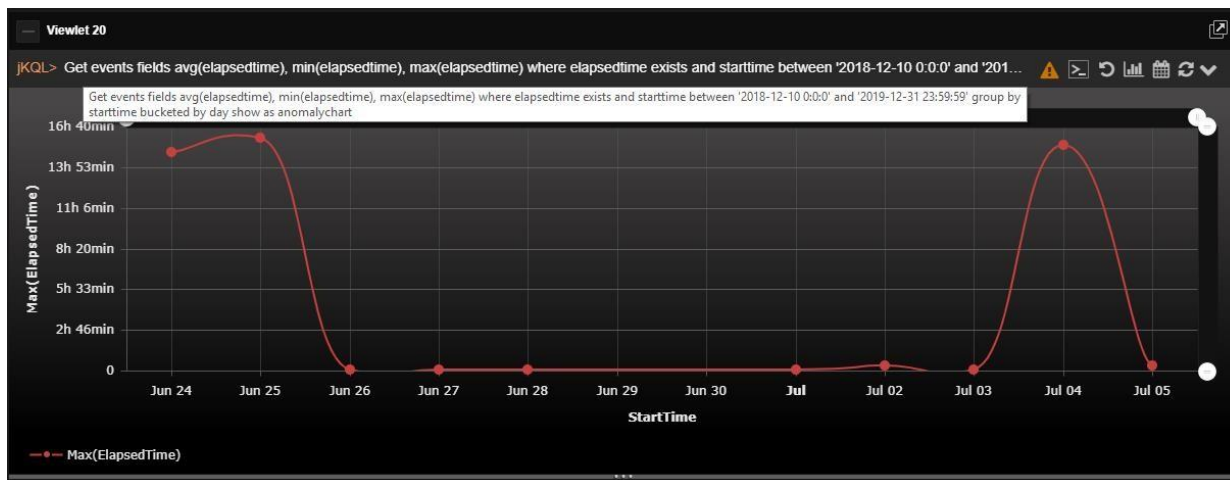 Viewlet 20
jKQL> Get events fields avg(elapsedtime), min(elapsedtime), max(elapsedtime) where elapsedtime exists and starttime between '2018-12-10 0:0:0' and '201...
Get events fields avg(elapsedtime), min(elapsedtime), max(elapsedtime) where elapsedtime exists and starttime between '2018-12-10 0:0:0' and '2019-12-31 23:59:59' group by
starttime bucketed by day show as anomalychart
16h 40min
13h 53min
11h 6min
8h 20min
5h 33min
2h 46min
0
Max(ElapsedTime)
Jun 24 Jun 25 Jun 26 Jun 27 Jun 28 Jun 29 Jun 30 Jul Jul 02 Jul 03 Jul 04 Jul 05
StartTime
Max(ElapsedTime)